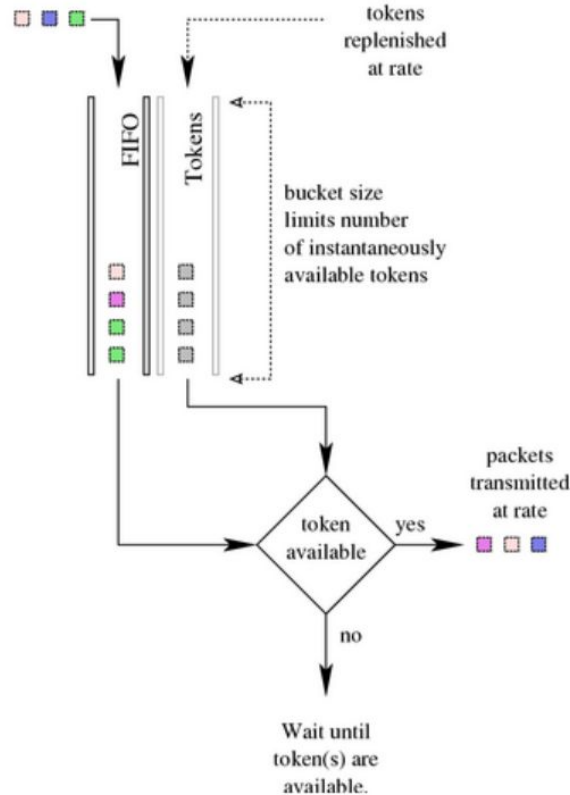 tokens
replenished
at rate
FIFO
Tokens
bucket size
limits number
of instantaneously
available tokens
packets
transmitted
at rate
token
available
yes
no
Wait until
token(s) are
available.